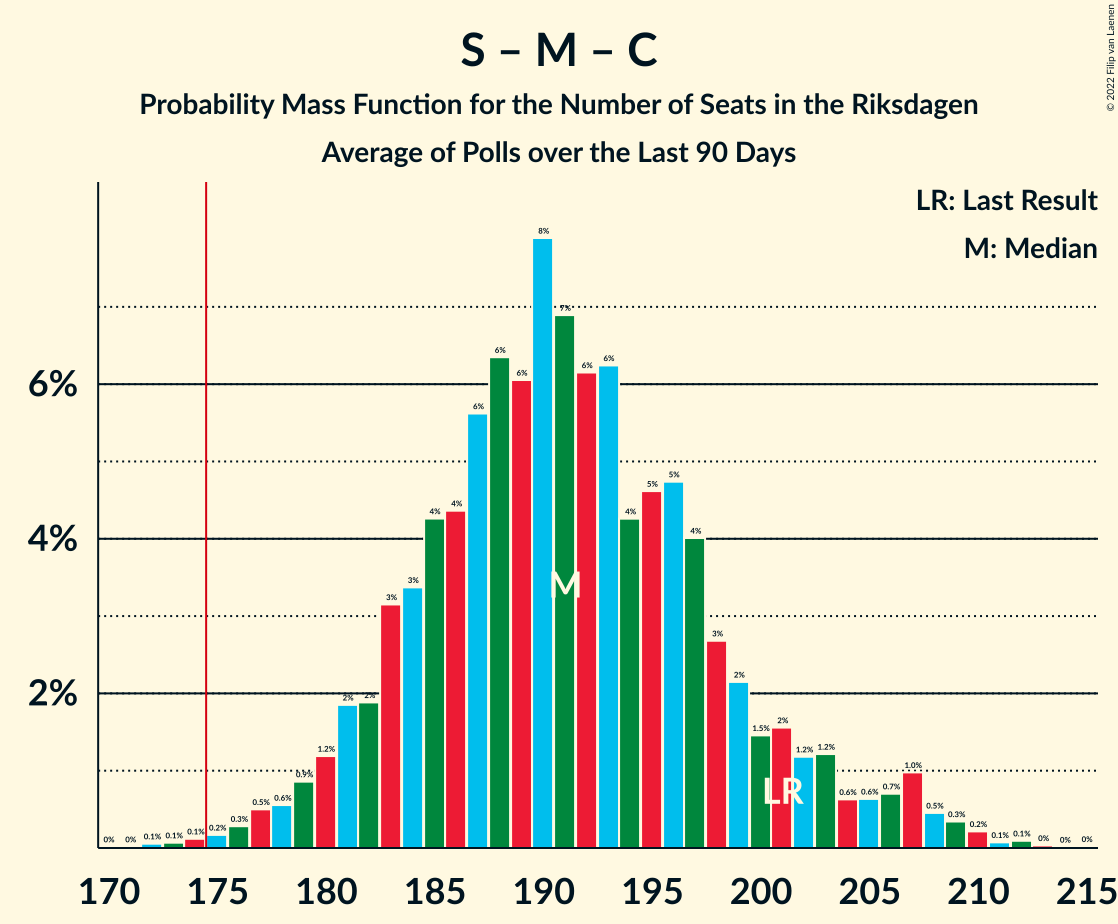 S – M – C
Probability Mass Function for the Number of Seats in the Riksdagen
Average of Polls over the Last 90 Days
© 2022 Filip van Laenen
LR: Last Result
M: Median
8%
7%
6% 6% 6% 6%
6%
6%
5% 5%
4% 4% 4% 4%
4%
3% 3% 3%
M
2%
2% 2% 2%
1.5% 2%
1.2% 1.2% 1.2%
0.9% 1.0%
LR
0.5% 0.6% 0.6% 0.6% 0.7% 0.5%
0% 0% 0.1% 0.1% 0.1% 0.2% 0.3% 0.3% 0.2% 0.1% 0.1% 0% 0% 0%
170 175 180 185 190 195 200 205 210 215